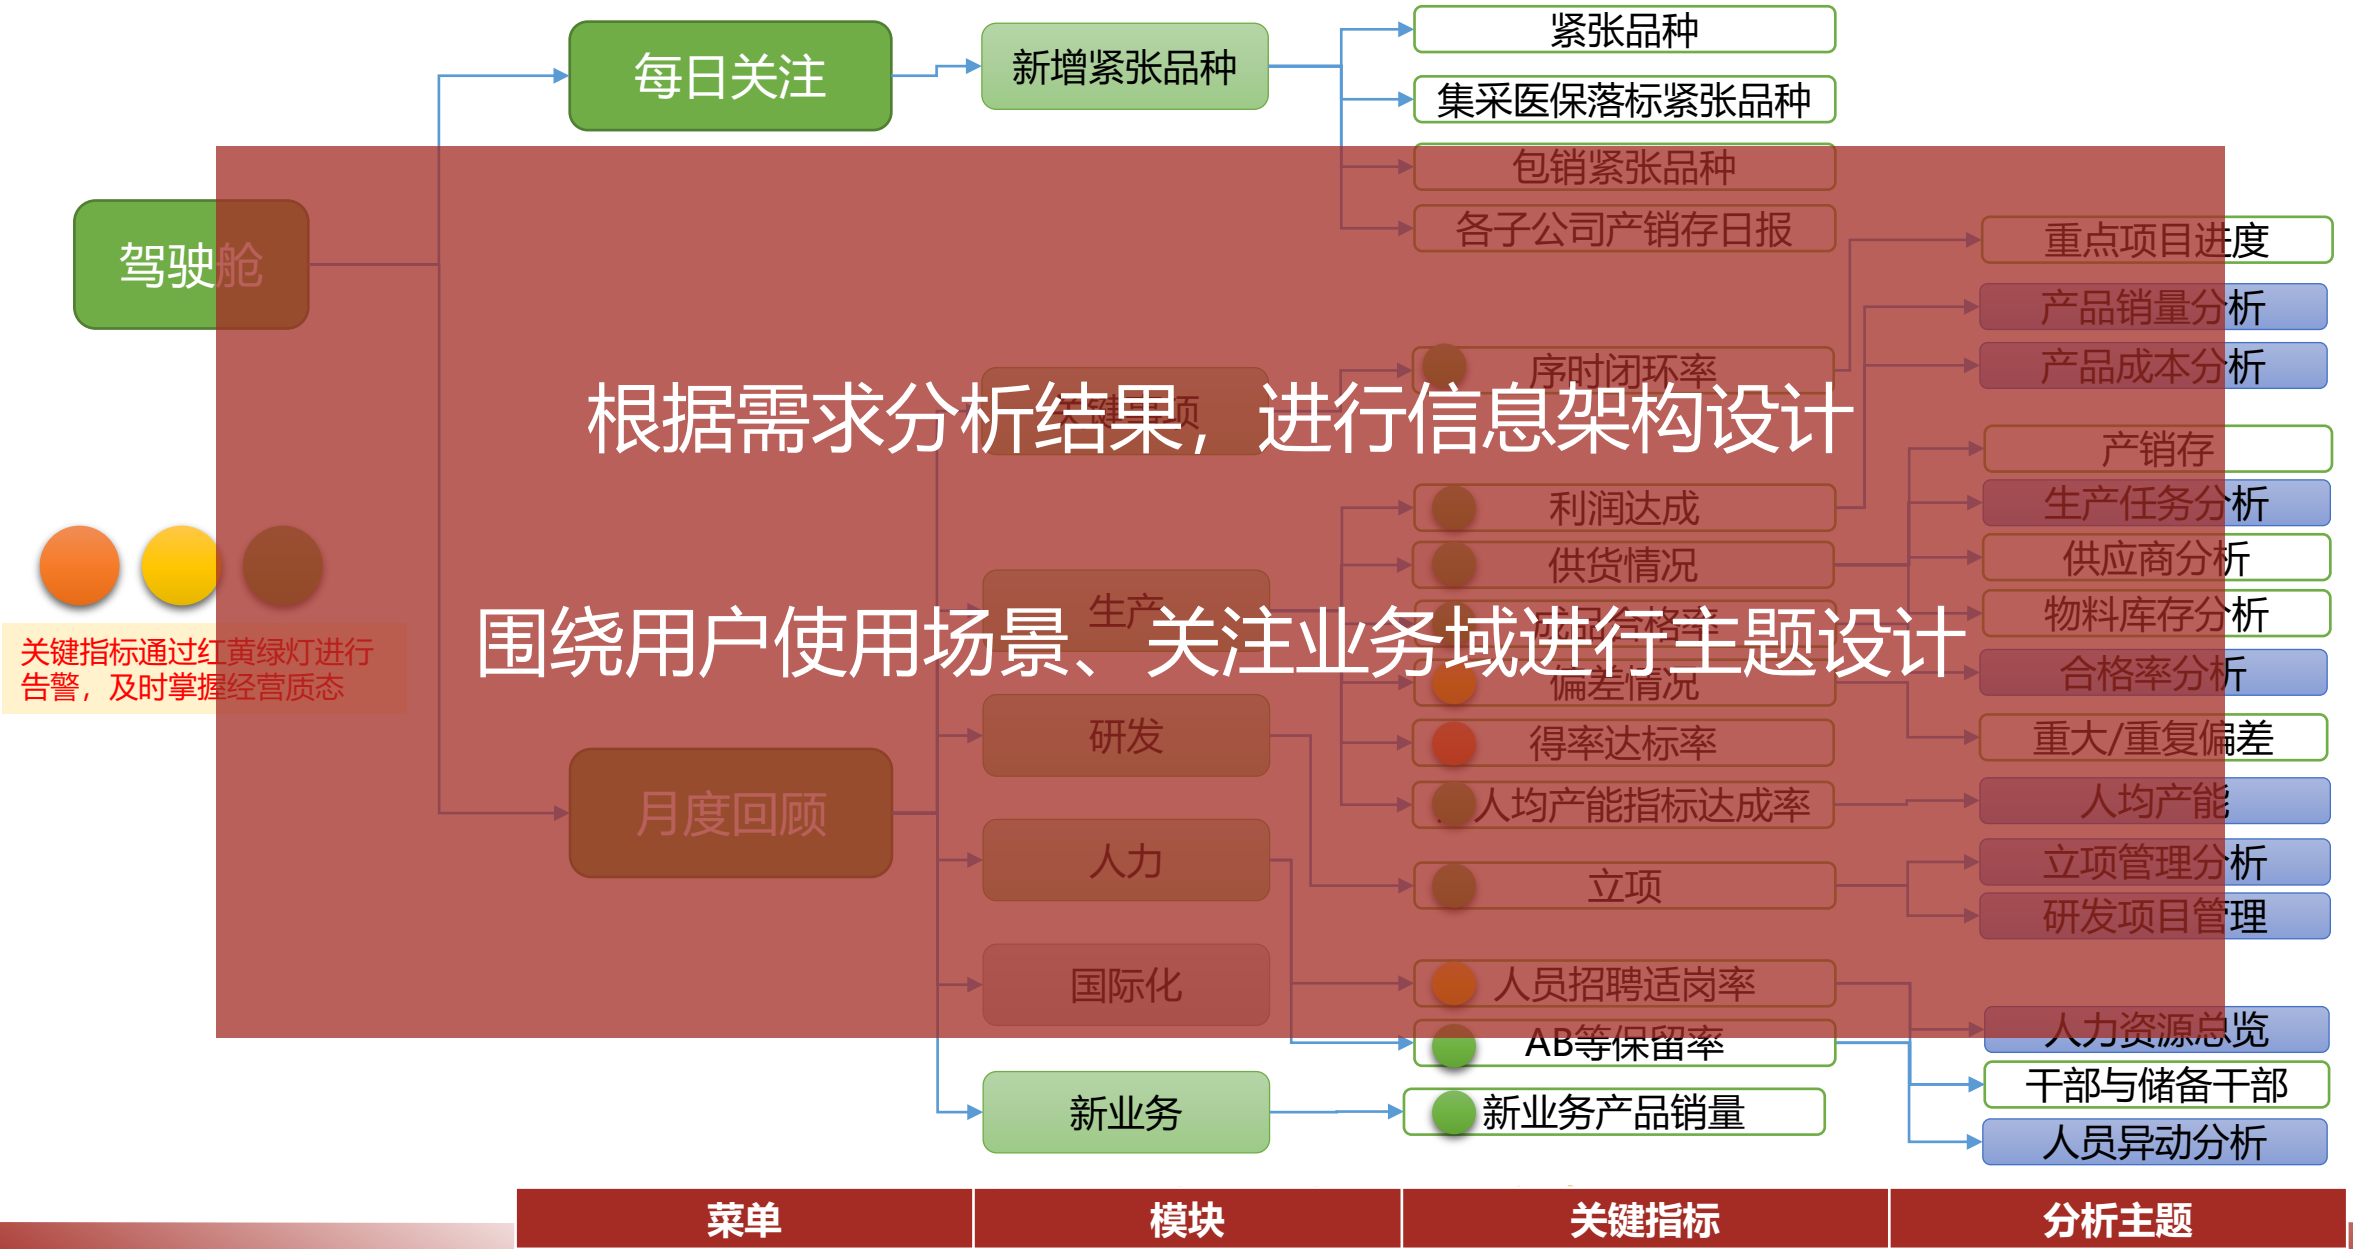 每日关注
新增紧张品种
紧张品种
集采医保落标紧张品种
包销紧张品种
各子公司产销存日报
驾驶舱
重点项目进度
产品销量分析
产品成本分析
序时闭环率
根据需求分析结果，进行信息架构设计
产销存
利润达成
生产任务分析
供货情况
供应商分析
生产
物料库存分析
围绕用户使用场景、关注业务域进行主题设计
关键指标通过红黄绿灯进行
告警，及时掌握经营质态
偏差情况
合格率分析
研发
得率达标率
重大/重复偏差
月度回顾
人均产能指标达成率
人均产能
人力
立项
立项管理分析
研发项目管理
国际化
人员招聘适岗率
AB等保留率
人力资源总览
干部与储备干部
新业务
新业务产品销量
人员异动分析
菜单
模块
关键指标
分析主题